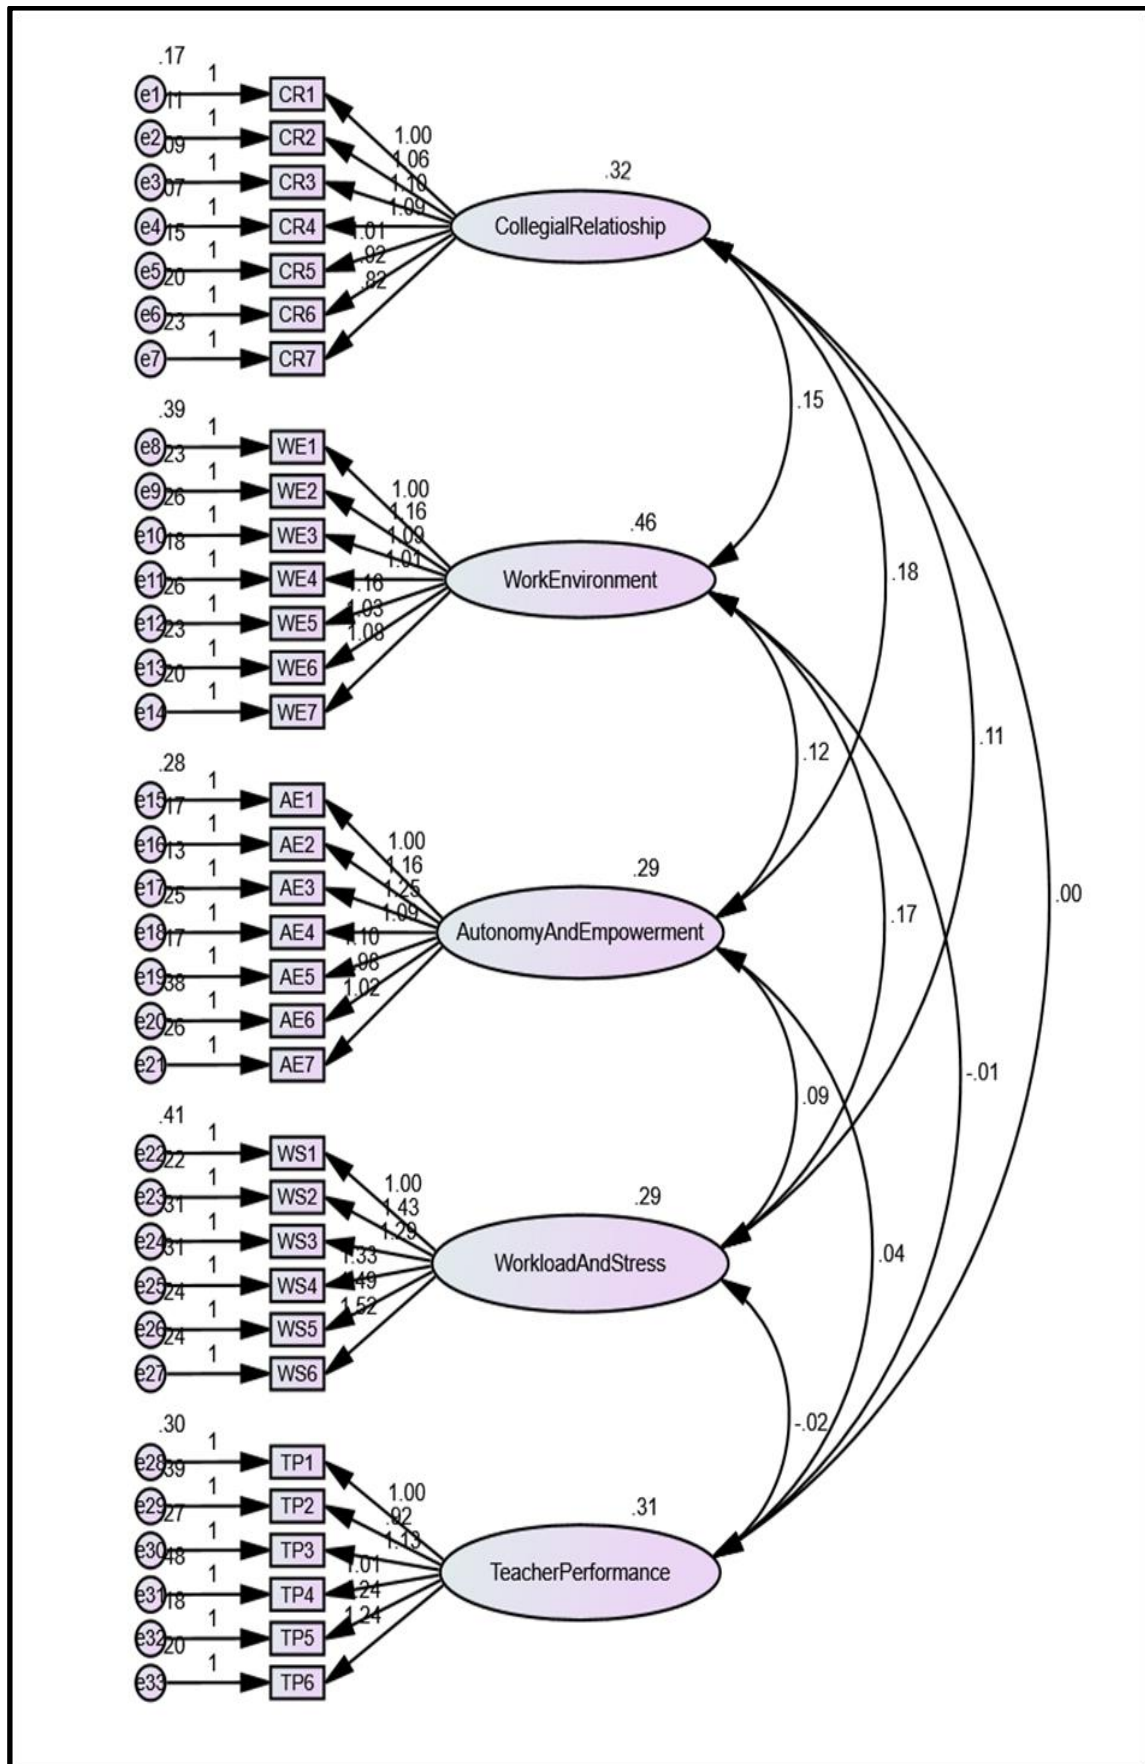 .17
1
e1
CR1
.11
1
e2
CR2
.09
1
e3
CR3
.07
1
e4
CR4
.15
1
e5
CR5
.20
1
e6
CR6
.23
1
e7
CR7
1.00
1.06
1.10
1.09
1.01
.92
.82
.32
CollegialRelatioship
.39
1
e8
WE1
.23
1
e9
WE2
.26
1
e10
WE3
.18
1
e11
WE4
.26
1
e12
WE5
.23
1
e13
WE6
.20
1
e14
WE7
1.00
1.16
1.09
1.01
1.03
1.08
.46
WorkEnvironment
.28
1
e15
AE1
.17
1
e16
AE2
.13
1
e17
AE3
.25
1
e18
AE4
.17
1
e19
AE5
.38
1
e20
AE6
.26
1
e21
AE7
1.00
1.16
1.25
1.09
1.10
.98
1.02
.29
AutonomyAndEmpowerment
.41
1
e22
WS1
.22
1
e23
WS2
.31
1
e24
WS3
.31
1
e25
WS4
.24
1
e26
WS5
.24
1
e27
WS6
1.00
1.43
1.29
1.33
1.49
1.52
.29
WorkloadAndStress
.30
1
e28
TP1
.39
1
e29
TP2
.27
1
e30
TP3
.48
1
e31
TP4
.18
1
e32
TP5
.20
1
e33
TP6
1.00
.92
1.13
1.01
1.24
1.24
.31
TeacherPerformance
.15
.18
.11
.12
.00
.17
-.01
.09
.04
-.02